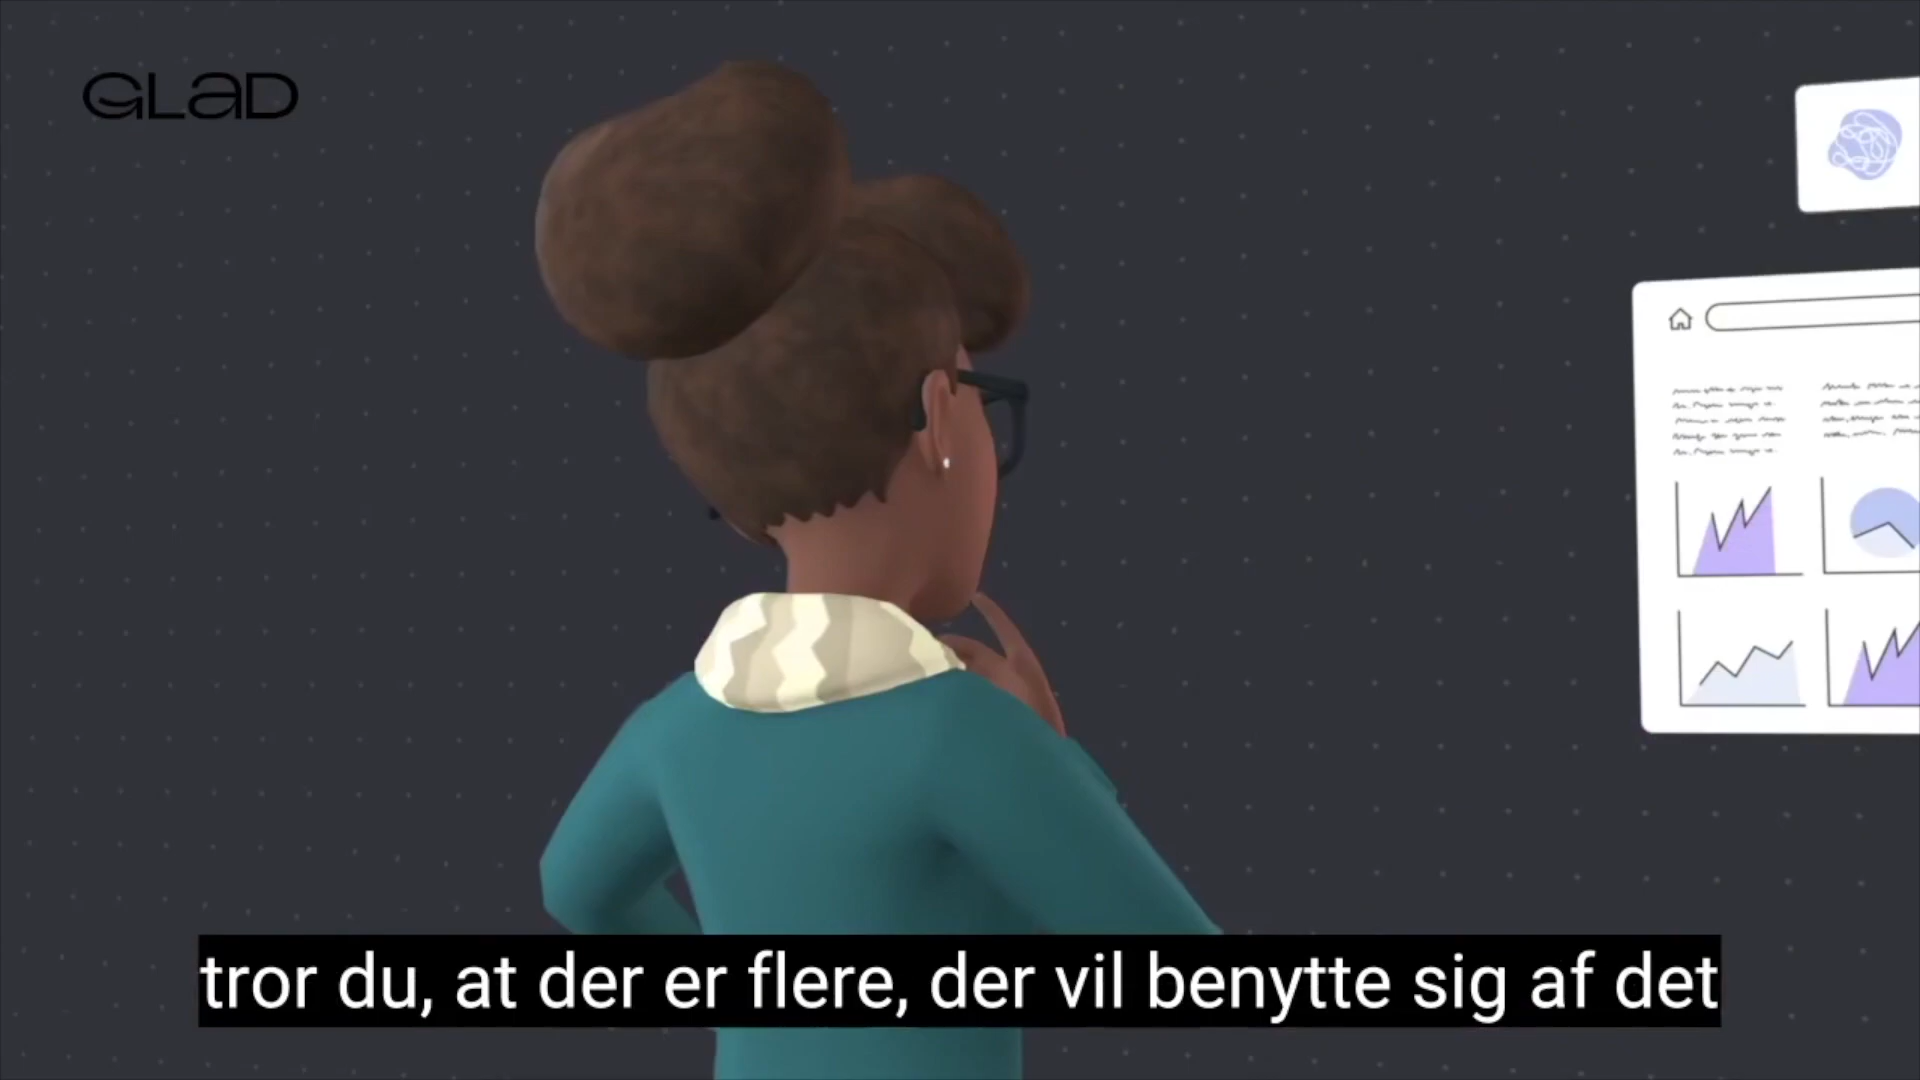 GLAD
tror du, at der er flere, der vil benytte sig af det